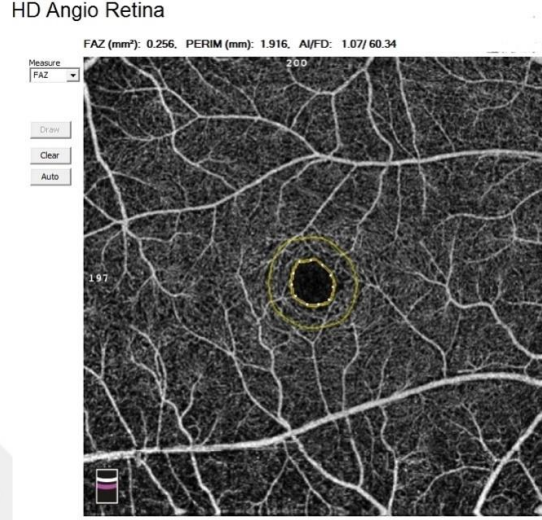 HD Angio Retina
FAZ (mm²): 0.256, PERIM (mm): 1.916, AI/FD: 1.07/ 60.34
Measure
FAZ
200
Draw
Clear
Auto
197